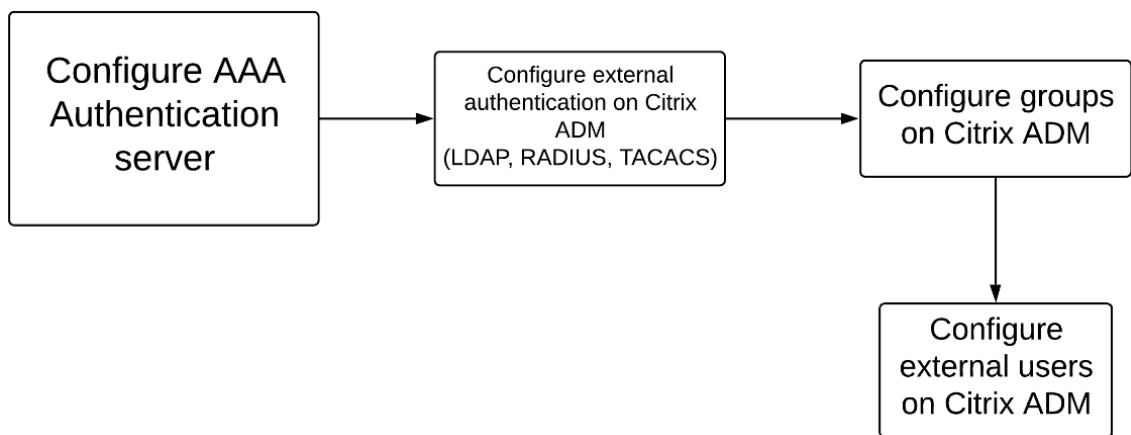 Configure AAA
Authentication
server
Configure external
authentication on Citrix
ADM
(LDAP, RADIUS, TACACS)
Configure groups
on Citrix ADM
Configure
external users
on Citrix ADM